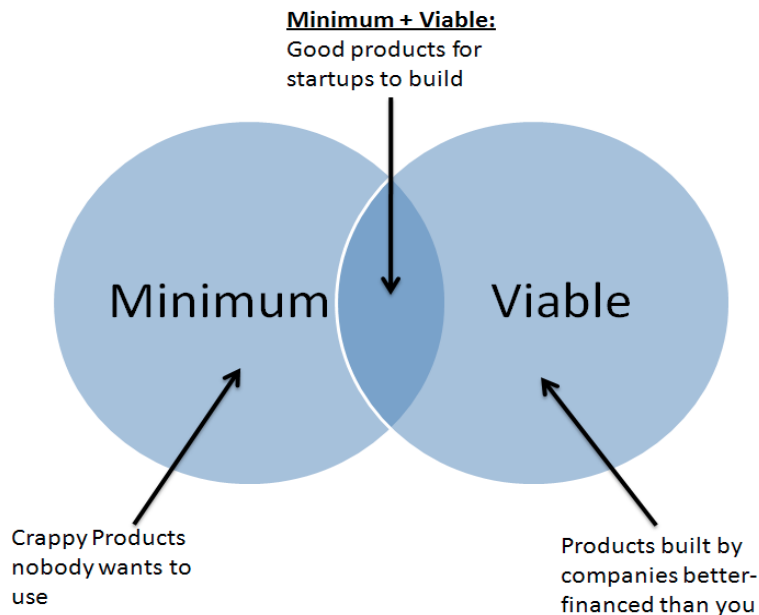 Minimum + Viable:
Good products for
startups to build
Minimum
Viable
Crappy Products
nobody wants to
use
Products built by
companies better-
financed than you